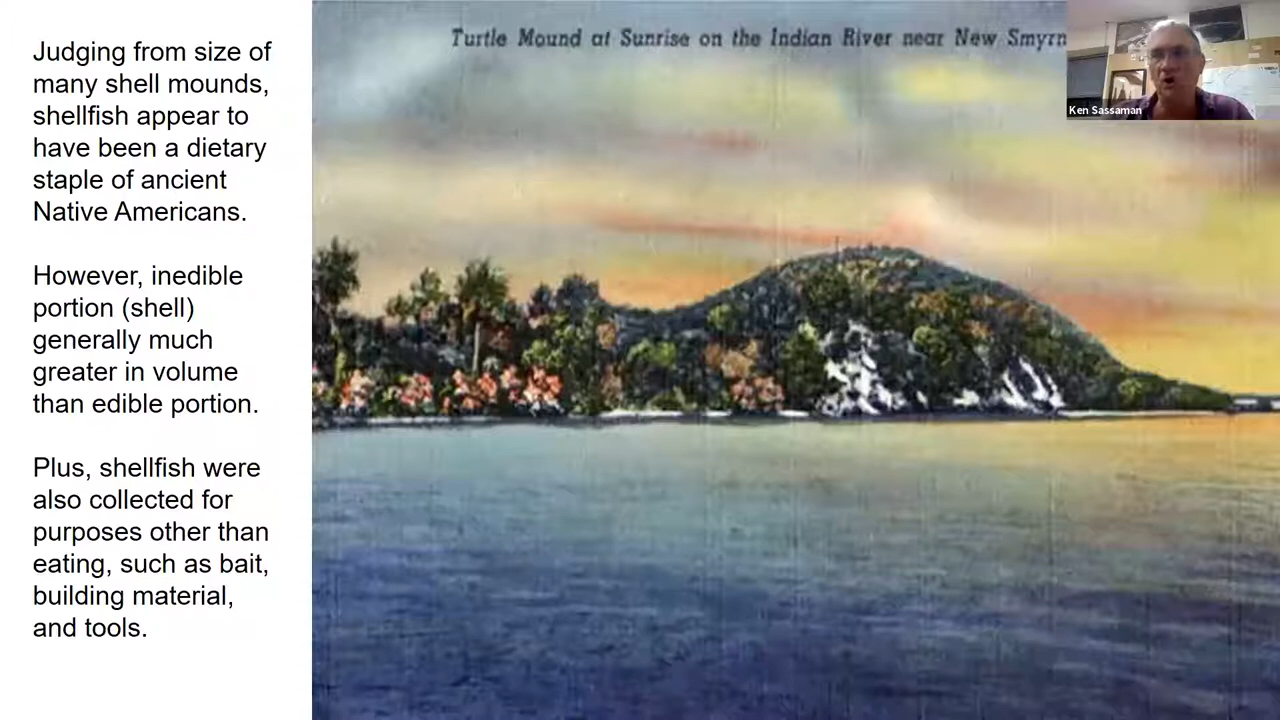 Judging from size of
many shell mounds,
shellfish appear to
have been a dietary
staple of ancient
Native Americans.
However, inedible
portion (shell)
generally much
greater in volume
than edible portion.
Plus, shellfish were
also collected for
purposes other than
eating, such as bait,
building material,
and tools.
Turtle Mound at Sunrise on the Indian River near New Smyrn
Ken Sassaman